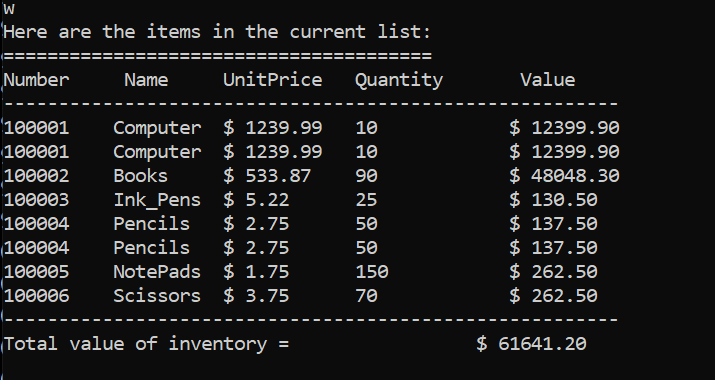 w
Here are the items in the current list:
=======================================
Number     Name     UnitPrice   Quantity       Value
--------------------------------------------------------
100001    Computer  $ 1239.99   10            $ 12399.90
100001    Computer  $ 1239.99   10            $ 12399.90
100002    Books     $ 533.87    90            $ 48048.30
100003    Ink_Pens  $ 5.22      25            $ 130.50
100004    Pencils   $ 2.75      50            $ 137.50
100004    Pencils   $ 2.75      50            $ 137.50
100005    NotePads  $ 1.75      150           $ 262.50
100006    Scissors  $ 3.75      70            $ 262.50
--------------------------------------------------------
Total value of inventory =                 $ 61641.20